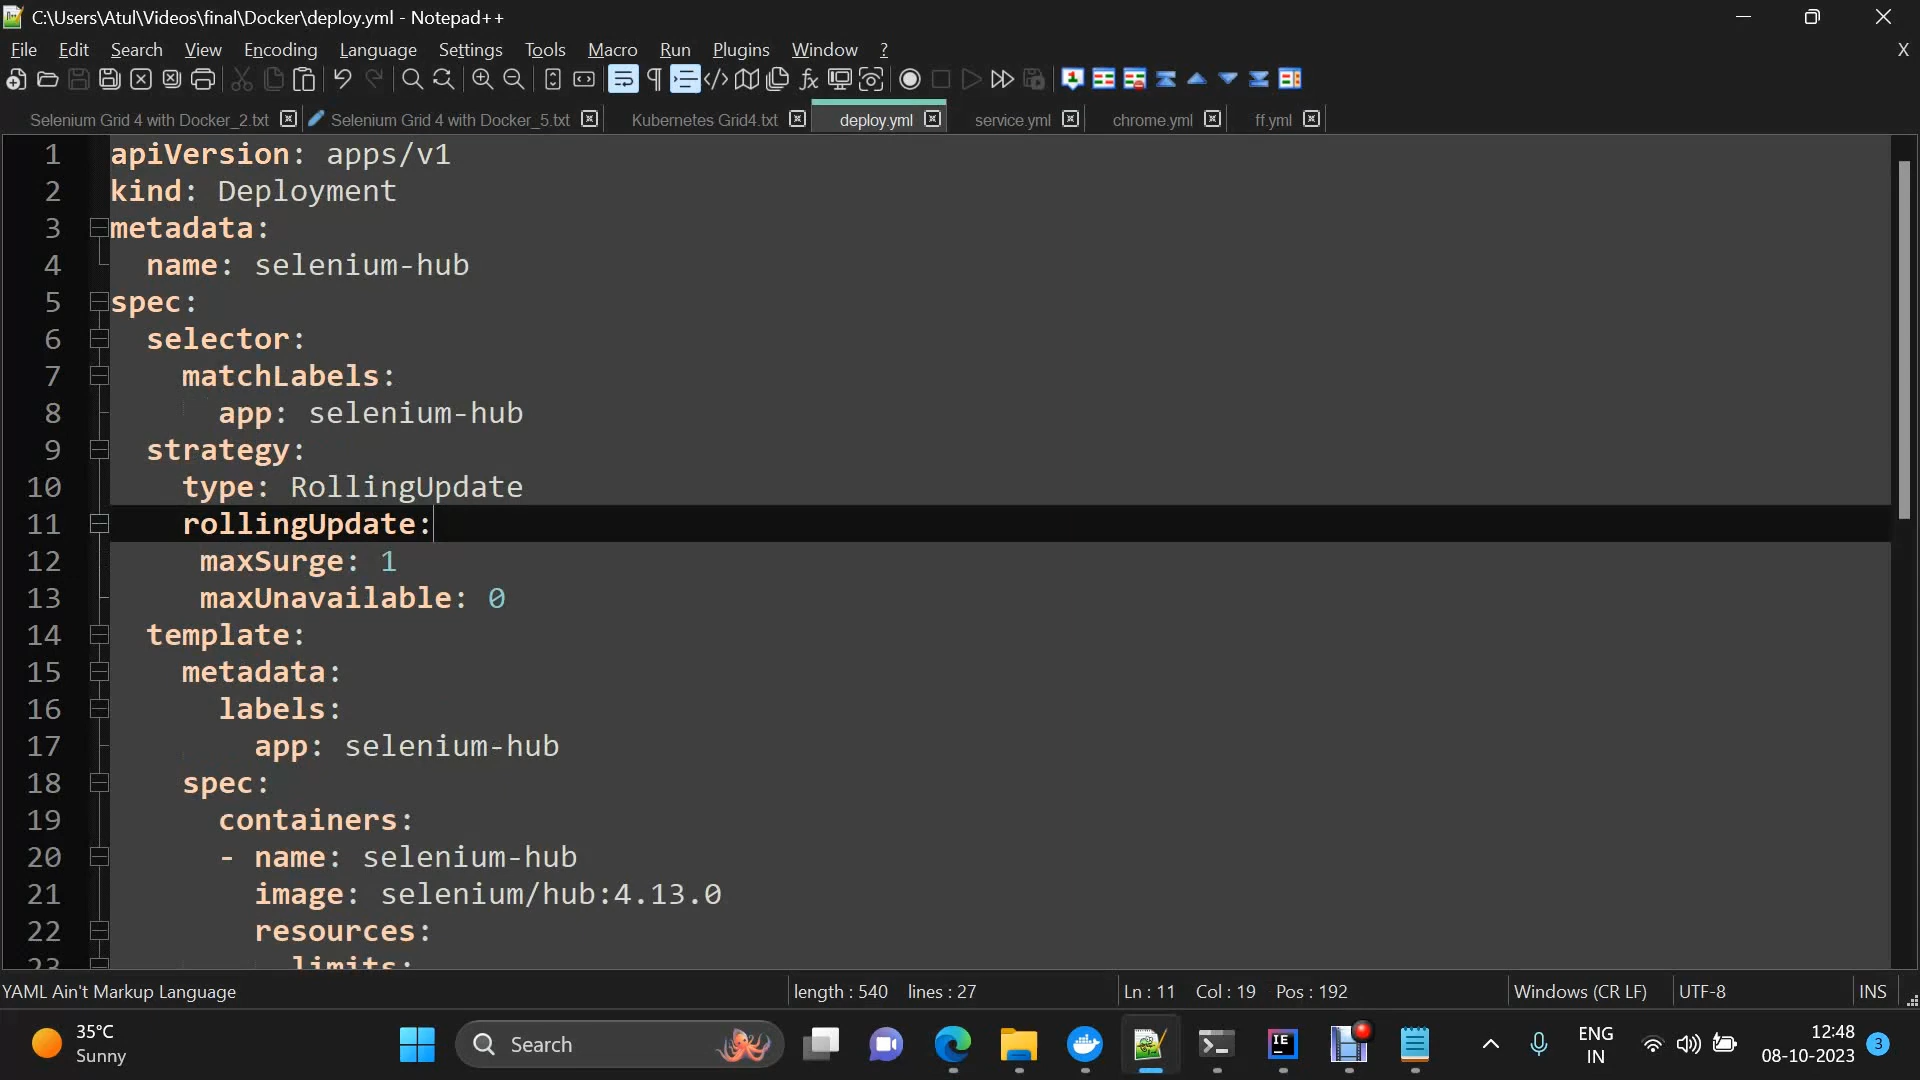 C:\Users\Atul\Videos\final\Docker\deploy.yml - Notepad++
File Edit Search View Encoding Language Settings Tools Macro Run Plugins Window ? X
Selenium Grid 4 with Docker_2.txt Selenium Grid 4 with Docker_5.txt Kubernetes Grid4.txt deploy.yml service.yml chrome.yml ff.yml
1 apiVersion: apps/v1
2 kind: Deployment
3 metadata:
4   name: selenium-hub
5 spec:
6   selector:
7     matchLabels:
8       app: selenium-hub
9   strategy:
10     type: RollingUpdate
11     rollingUpdate:
12      maxSurge: 1
13      maxUnavailable: 0
14   template:
15     metadata:
16       labels:
17         app: selenium-hub
18     spec:
19       containers:
20       - name: selenium-hub
21         image: selenium/hub:4.13.0
22         resources:
23           limits:
YAML Ain't Markup Language length : 540 lines : 27 Ln : 11 Col : 19 Pos : 192 Windows (CR LF) UTF-8 INS
35°C
Sunny
Search
ENG
IN
12:48
08-10-2023
3